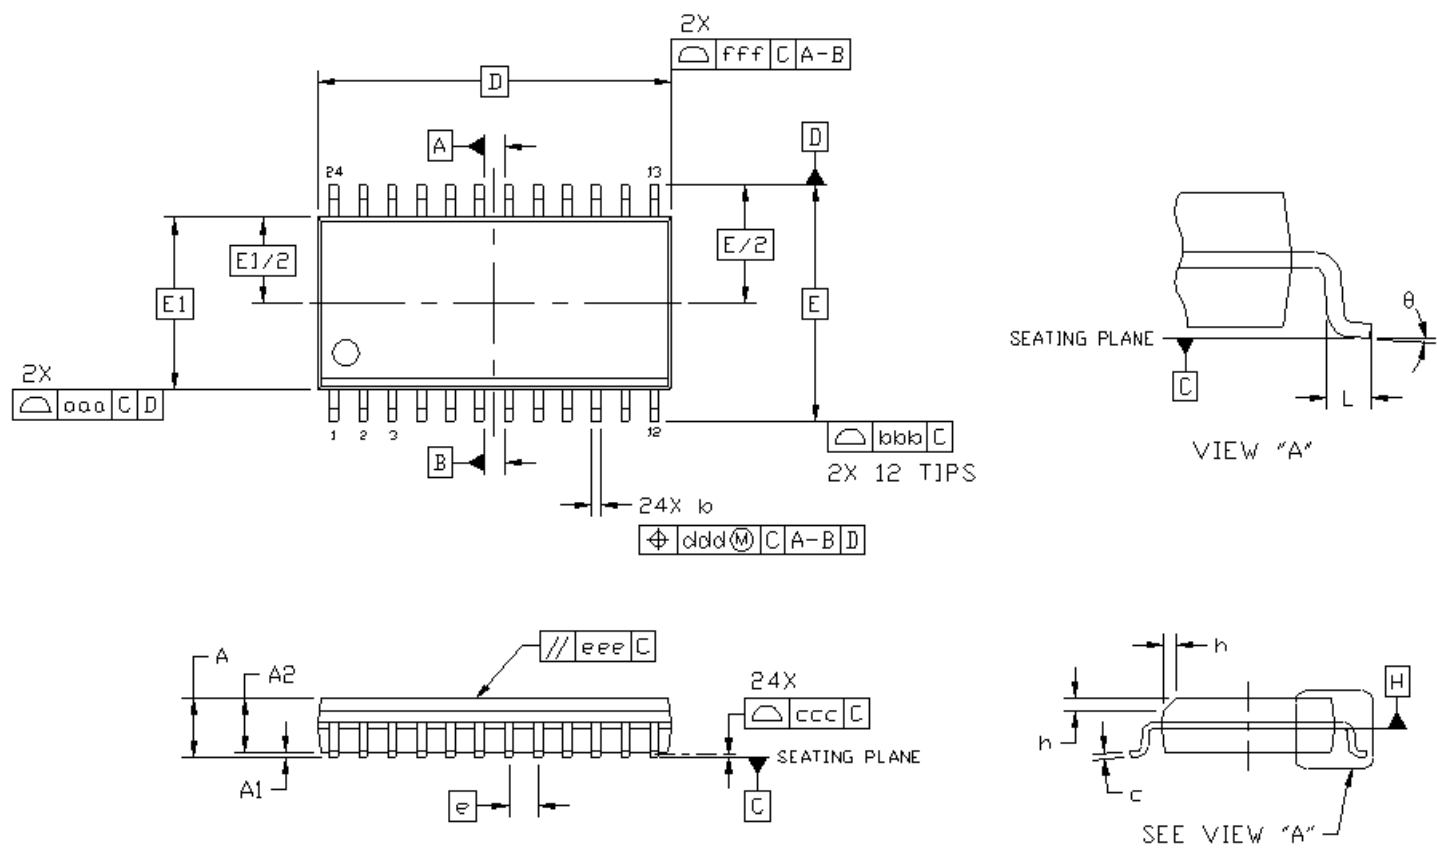 2X
⌓ fff C A-B
D
A
D
24
13
E1/2
E/2
E1
E
θ
SEATING PLANE
C
L
VIEW "A"
2X
⌓ aaa C D
1
2
3
12
B
⌓ bbb C
2X 12 TIPS
24X b
⌖ ddd Ⓜ C A-B D
// eee C
A
A2
24X
⌓ ccc C
SEATING PLANE
A1
e
C
h
H
h
c
SEE VIEW "A"